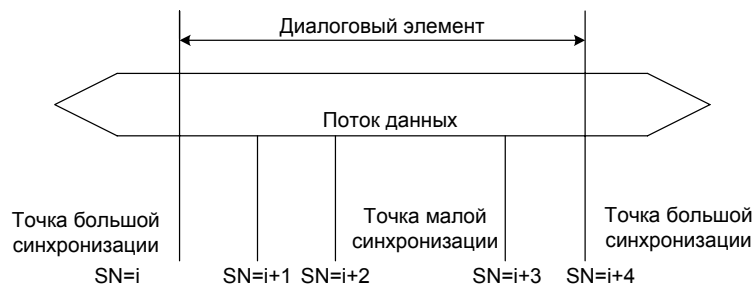 Диалоговый элемент
Поток данных
Точка большой
синхронизации
Точка малой
синхронизации
Точка большой
синхронизации
SN=i
SN=i+1
SN=i+2
SN=i+3
SN=i+4